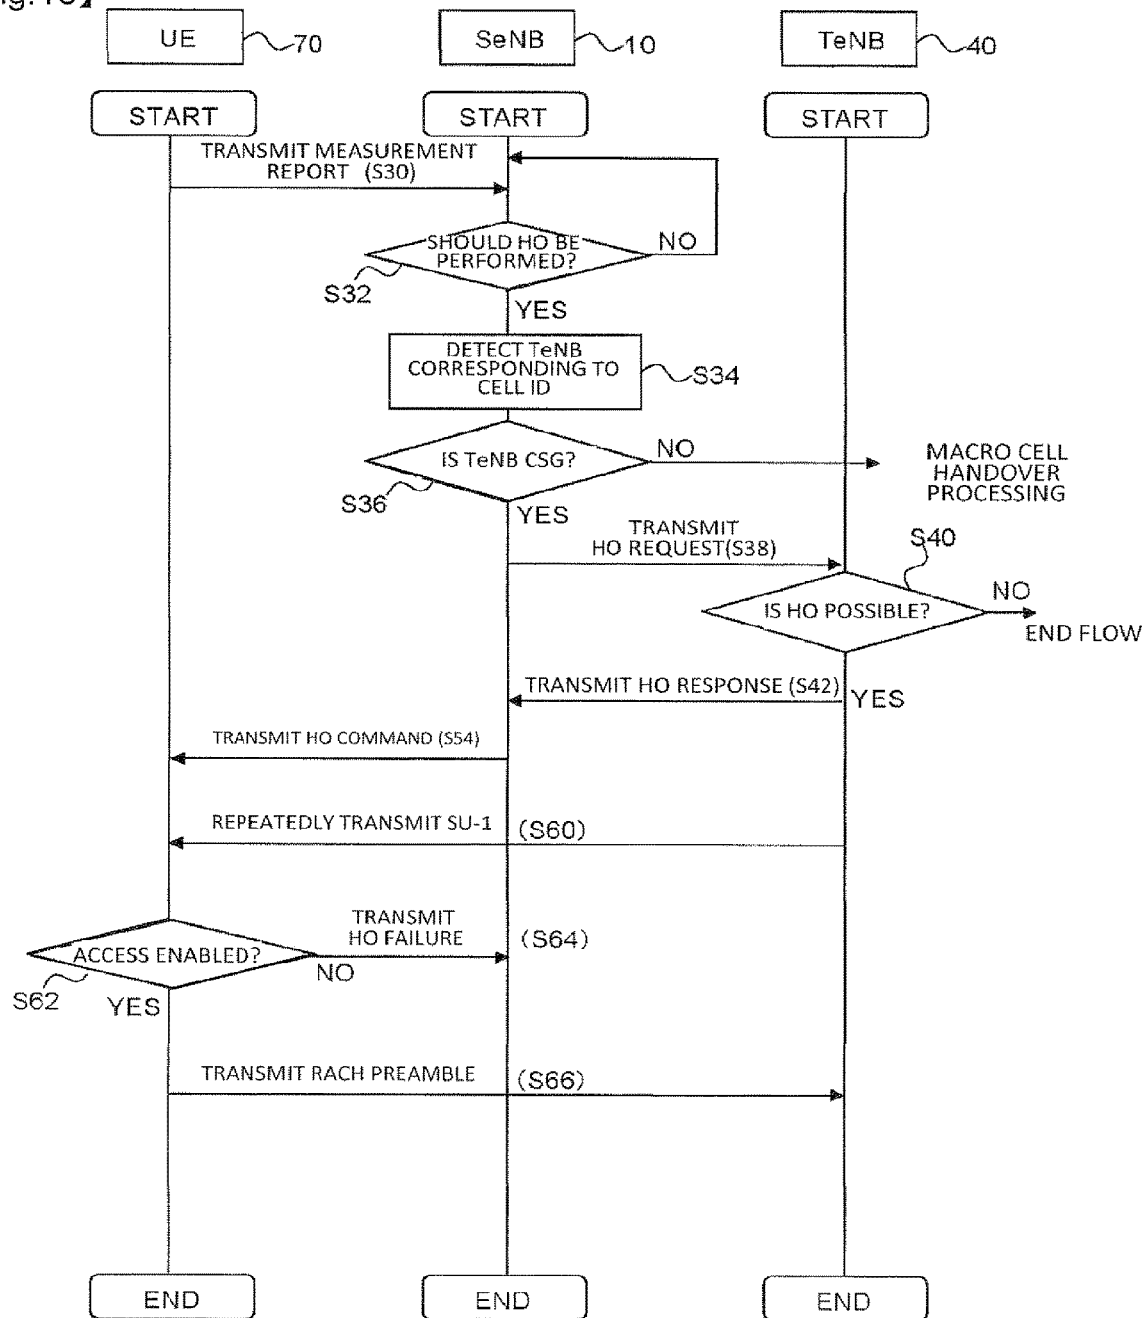 UE
70
SeNB
10
TeNB
40
START
START
START
TRANSMIT MEASUREMENT
REPORT (S30)
SHOULD HO BE
PERFORMED?
NO
S32
YES
DETECT TeNB
CORRESPONDING TO
CELL ID
S34
IS TeNB CSG?
NO
MACRO CELL
HANDOVER
PROCESSING
S36
YES
TRANSMIT
HO REQUEST(S38)
S40
IS HO POSSIBLE?
NO
END FLOW
TRANSMIT HO RESPONSE (S42)
YES
TRANSMIT HO COMMAND (S54)
REPEATEDLY TRANSMIT SU-1
(S60)
TRANSMIT
HO FAILURE
(S64)
ACCESS ENABLED?
NO
S62
YES
TRANSMIT RACH PREAMBLE
(S66)
END
END
END